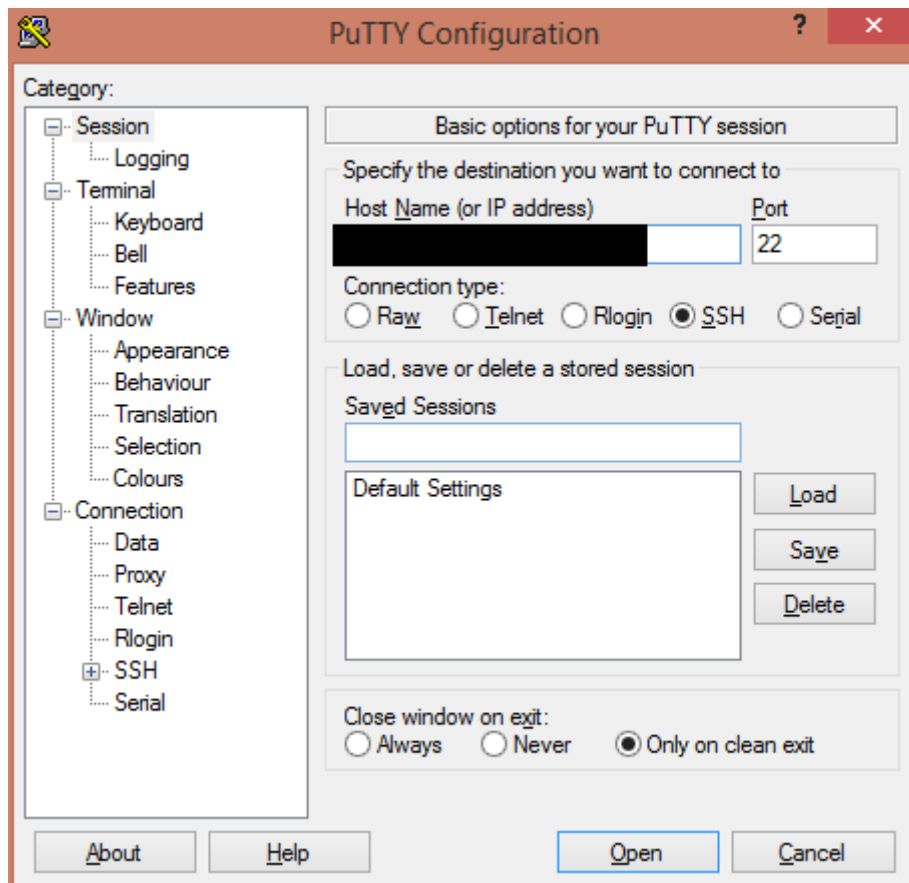 PuTTY Configuration
?
Category:
Session
Logging
Terminal
Keyboard
Bell
Features
Window
Appearance
Behaviour
Translation
Selection
Colours
Connection
Data
Proxy
Telnet
Rlogin
SSH
Serial
Basic options for your PuTTY session
Specify the destination you want to connect to
Host Name (or IP address) Port
22
Connection type:
Raw Telnet Rlogin SSH Serial
Load, save or delete a stored session
Saved Sessions
Default Settings
Load
Save
Delete
Close window on exit:
Always Never Only on clean exit
About Help Open Cancel